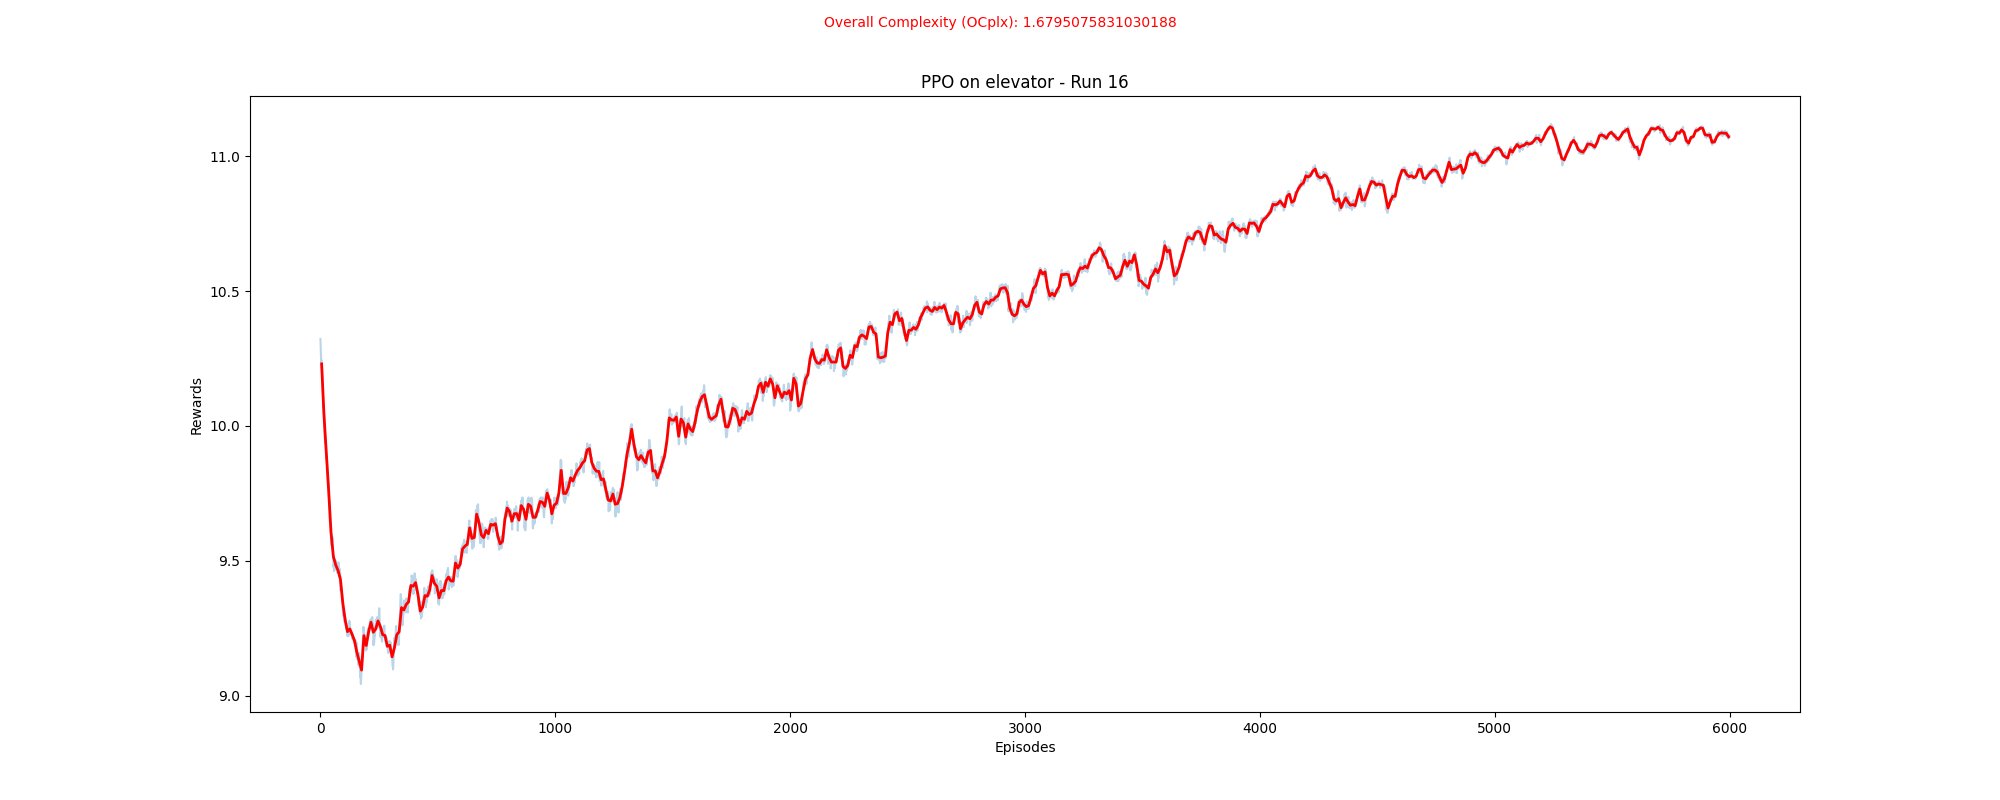 Overall Complexity (OCplx): 1.6795075831030188
PPO on elevator - Run 16
11.0
10.5
10.0
9.5
9.0
Rewards
0 1000 2000 3000 4000 5000 6000
Episodes